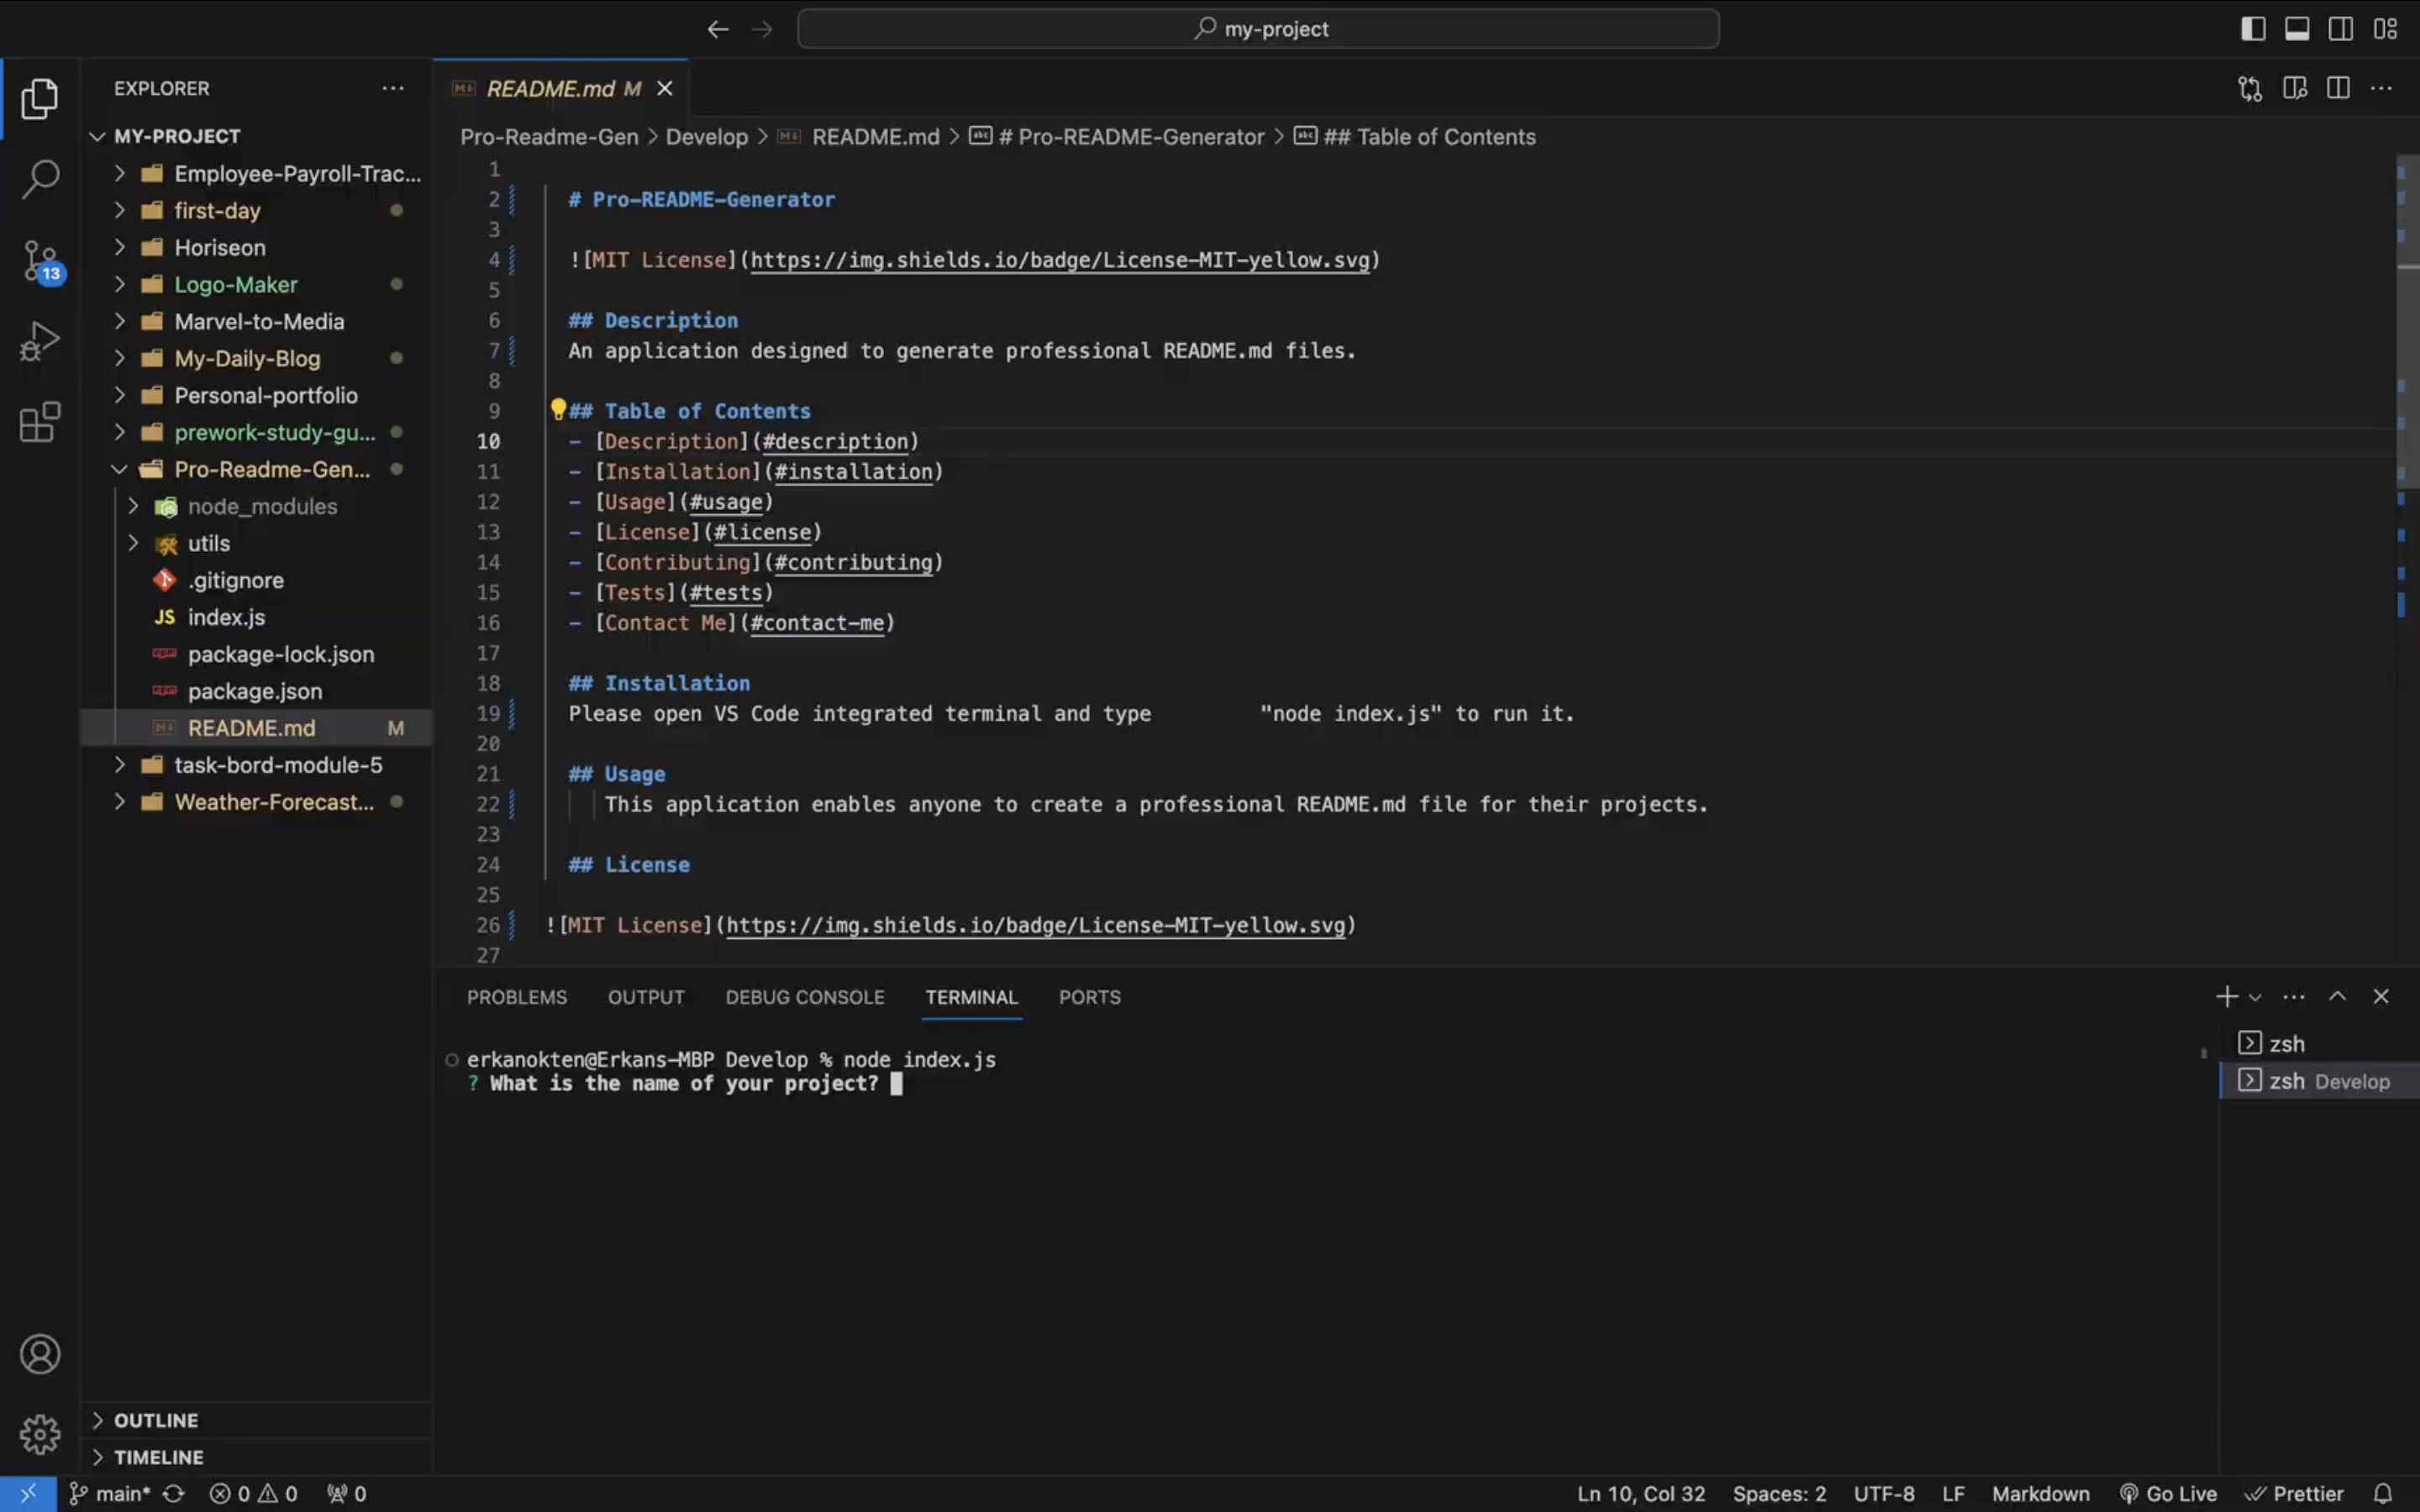 my-project
EXPLORER
MY-PROJECT
Employee-Payroll-Trac...
first-day
Horiseon
Logo-Maker
Marvel-to-Media
My-Daily-Blog
Personal-portfolio
prework-study-gu...
Pro-Readme-Gen...
node_modules
utils
.gitignore
JS index.js
package-lock.json
package.json
README.md M
task-bord-module-5
Weather-Forecast...
OUTLINE
TIMELINE
13
README.md M
Pro-Readme-Gen > Develop > README.md > # Pro-README-Generator > ## Table of Contents
1
2 # Pro-README-Generator
3
4 ![MIT License](https://img.shields.io/badge/License-MIT-yellow.svg)
5
6 ## Description
7 An application designed to generate professional README.md files.
8
9 ## Table of Contents
10 - [Description](#description)
11 - [Installation](#installation)
12 - [Usage](#usage)
13 - [License](#license)
14 - [Contributing](#contributing)
15 - [Tests](#tests)
16 - [Contact Me](#contact-me)
17
18 ## Installation
19 Please open VS Code integrated terminal and type "node index.js" to run it.
20
21 ## Usage
22 This application enables anyone to create a professional README.md file for their projects.
23
24 ## License
25
26 ![MIT License](https://img.shields.io/badge/License-MIT-yellow.svg)
27
PROBLEMS OUTPUT DEBUG CONSOLE TERMINAL PORTS
erkanokten@Erkans-MBP Develop % node index.js
? What is the name of your project?
zsh
zsh Develop
main* 0 0 0 Ln 10, Col 32 Spaces: 2 UTF-8 LF Markdown Go Live Prettier